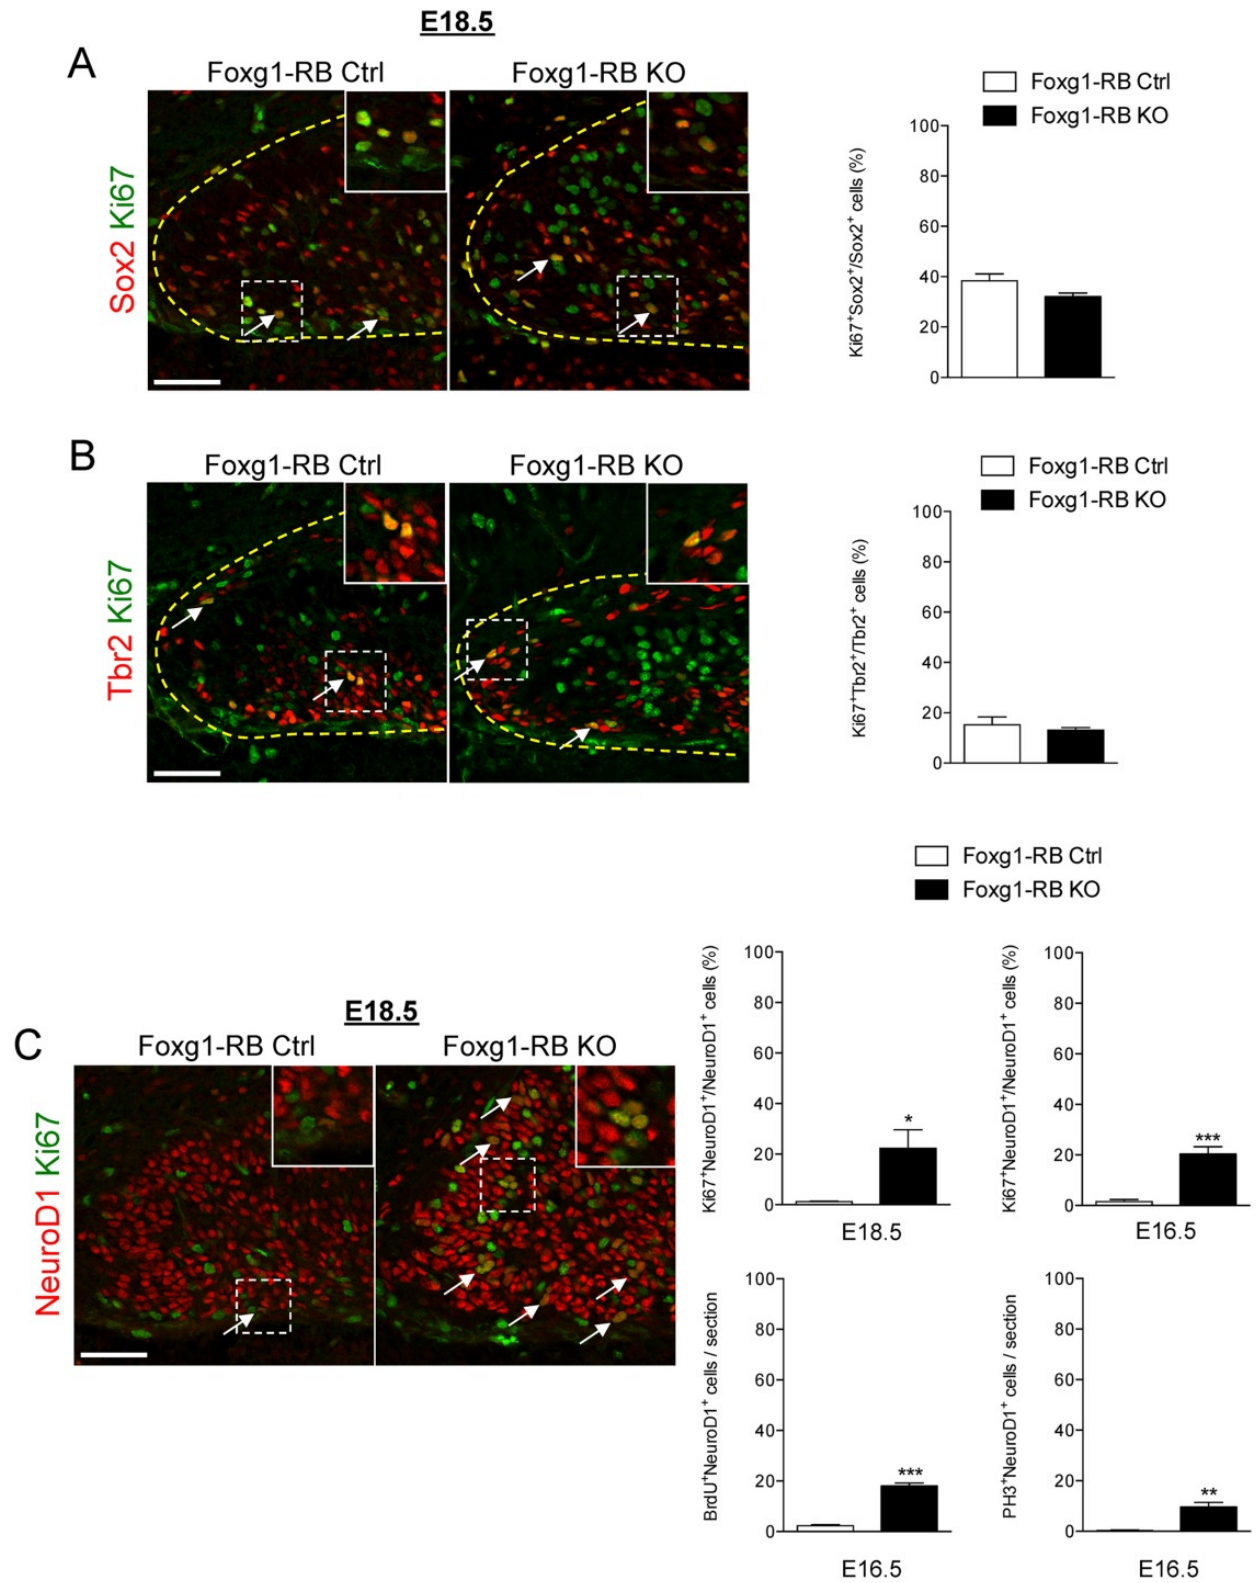 E18.5
A
Foxg1-RB Ctrl
Foxg1-RB KO
Sox2 Ki67
Foxg1-RB Ctrl
Foxg1-RB KO
Ki67⁺Sox2⁺/Sox2⁺ cells (%)
100
80
60
40
20
0
B
Foxg1-RB Ctrl
Foxg1-RB KO
Tbr2 Ki67
Foxg1-RB Ctrl
Foxg1-RB KO
Ki67⁺Tbr2⁺/Tbr2⁺ cells (%)
100
80
60
40
20
0
Foxg1-RB Ctrl
Foxg1-RB KO
E18.5
C
Foxg1-RB Ctrl
Foxg1-RB KO
NeuroD1 Ki67
Ki67⁺NeuroD1⁺/NeuroD1⁺ cells (%)
100
80
60
40
20
0
*
E18.5
Ki67⁺NeuroD1⁺/NeuroD1⁺ cells (%)
100
80
60
40
20
0
***
E16.5
BrdU⁺NeuroD1⁺ cells / section
100
80
60
40
20
0
***
E16.5
PH3⁺NeuroD1⁺ cells / section
100
80
60
40
20
0
**
E16.5